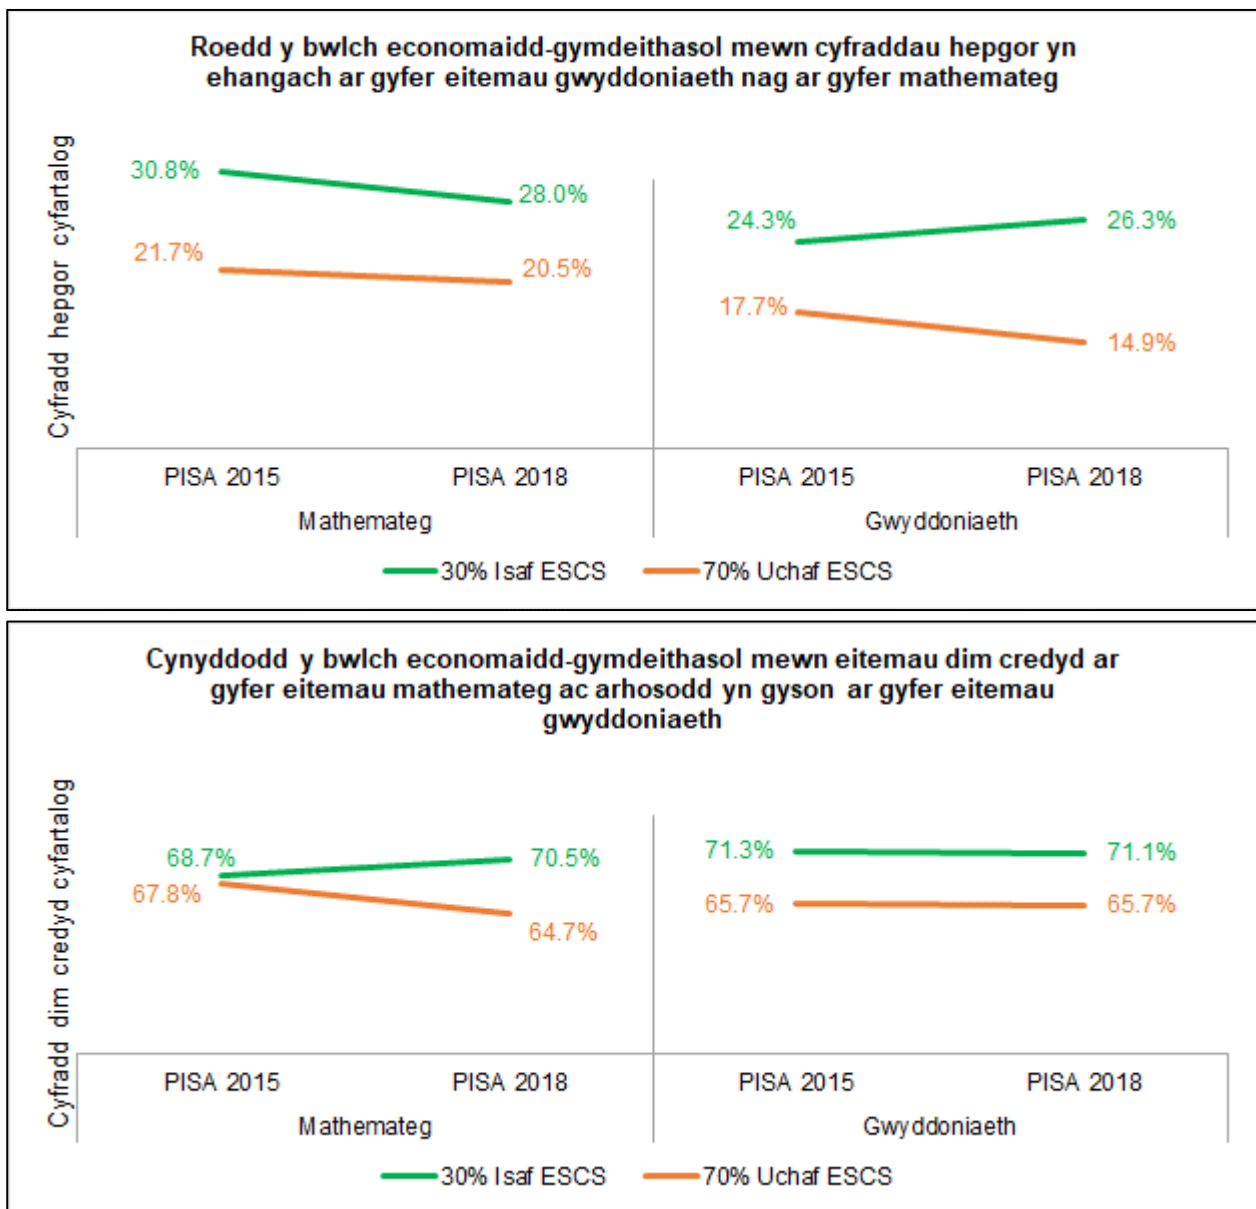 Roedd y bwlch economaidd-gymdeithasol mewn cyfraddau hepgor yn
ehangach ar gyfer eitemau gwyddoniaeth nag ar gyfer mathemateg
Cyfradd hepgor cyfartalog
30.8%
28.0%
21.7%
20.5%
24.3%
26.3%
17.7%
14.9%
PISA 2015
PISA 2018
PISA 2015
PISA 2018
Mathemateg
Gwyddoniaeth
30% Isaf ESCS
70% Uchaf ESCS
Cynyddodd y bwlch economaidd-gymdeithasol mewn eitemau dim credyd ar
gyfer eitemau mathemateg ac arhosodd yn gyson ar gyfer eitemau
gwyddoniaeth
Cyfradd dim credyd cyfartalog
68.7%
70.5%
67.8%
64.7%
71.3%
71.1%
65.7%
65.7%
PISA 2015
PISA 2018
PISA 2015
PISA 2018
Mathemateg
Gwyddoniaeth
30% Isaf ESCS
70% Uchaf ESCS